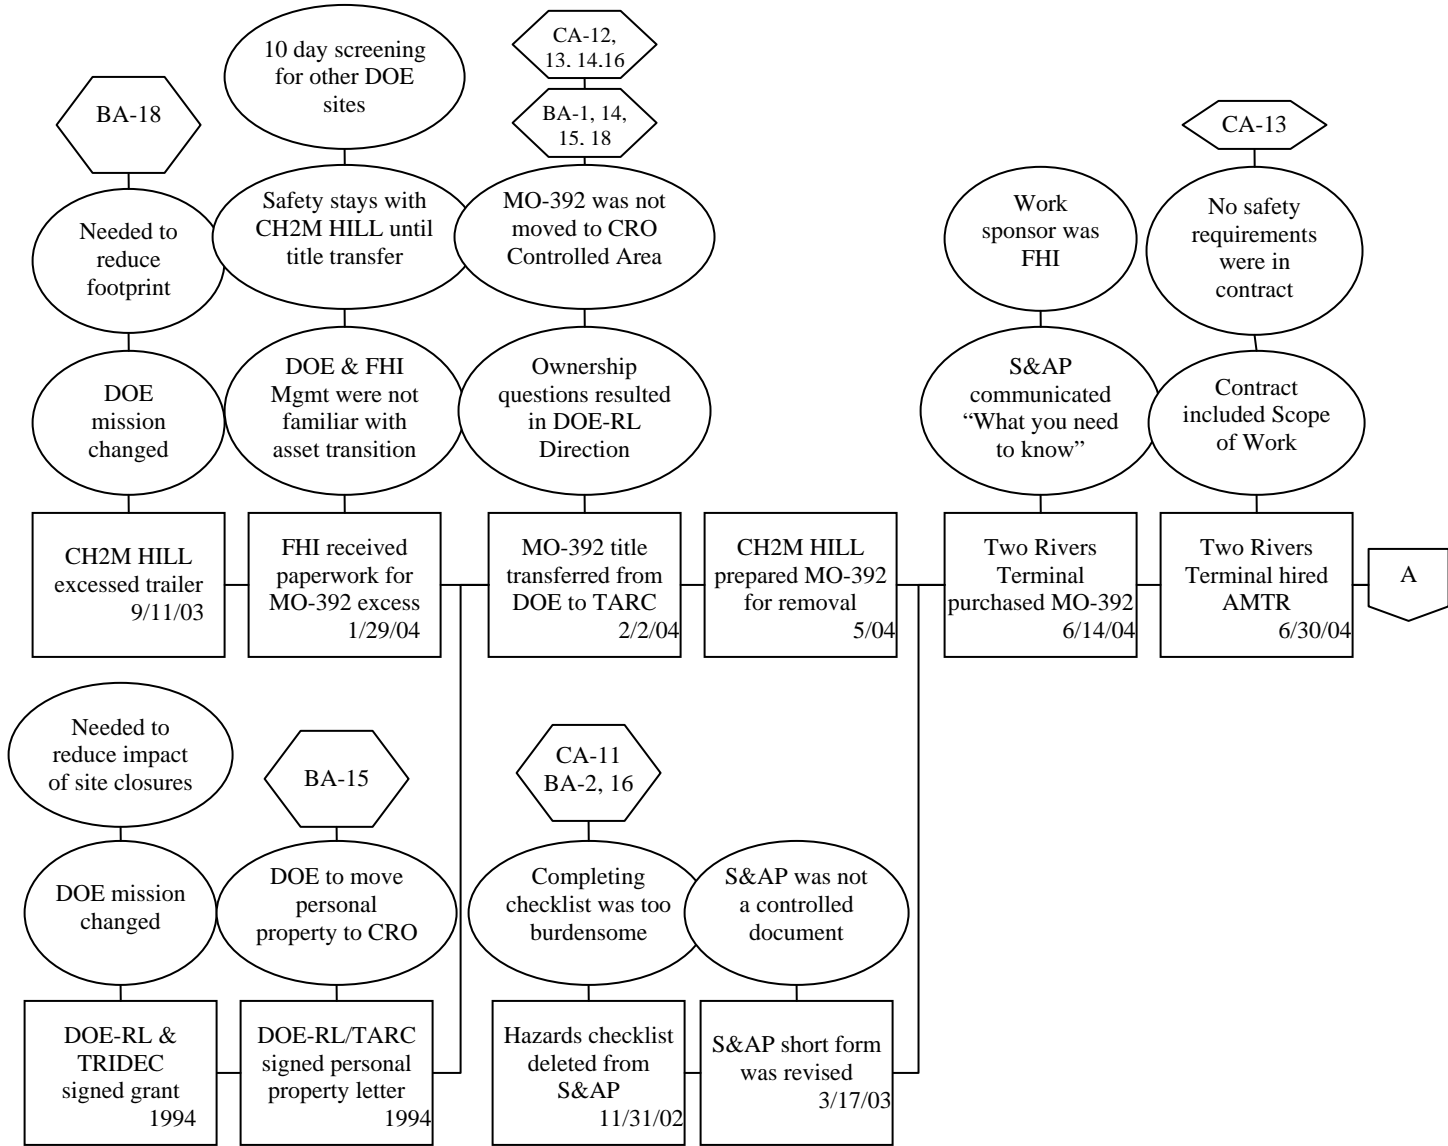 10 day screening
for other DOE
sites
CA-12,
13, 14,16
BA-18
BA-1, 14,
15, 18
CA-13
Needed to
reduce
footprint
Safety stays with
CH2M HILL until
title transfer
MO-392 was not
moved to CRO
Controlled Area
Work
sponsor was
FHI
No safety
requirements
were in
contract
DOE
mission
changed
DOE & FHI
Mgmt were not
familiar with
asset transition
Ownership
questions resulted
in DOE-RL
Direction
S&AP
communicated
“What you need
to know”
Contract
included Scope
of Work
CH2M HILL
excessed trailer
9/11/03
FHI received
paperwork for
MO-392 excess
1/29/04
MO-392 title
transferred from
DOE to TARC
2/2/04
CH2M HILL
prepared MO-392
for removal
5/04
Two Rivers
Terminal
purchased MO-392
6/14/04
Two Rivers
Terminal hired
AMTR
6/30/04
A
Needed to
reduce impact
of site closures
BA-15
CA-11
BA-2, 16
DOE mission
changed
DOE to move
personal
property to CRO
Completing
checklist was too
burdensome
S&AP was not
a controlled
document
DOE-RL &
TRIDEC
signed grant
1994
DOE-RL/TARC
signed personal
property letter
1994
Hazards checklist
deleted from
S&AP
11/31/02
S&AP short form
was revised
3/17/03